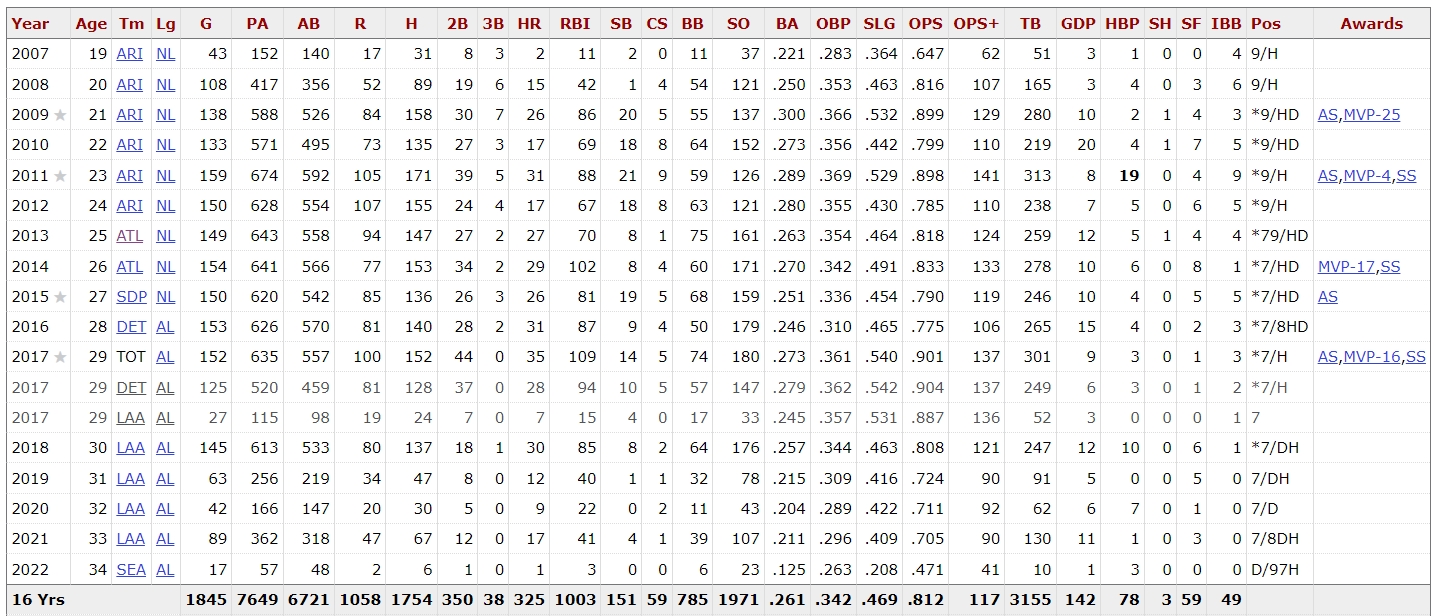 Year Age Tm Lg G PA AB R H 2B 3B HR RBI SB CS BB SO BA OBP SLG OPS OPS+ TB GDP HBP SH SF IBB Pos Awards
2007 19 ARI NL 43 152 140 17 31 8 3 2 11 2 0 11 37 .221 .283 .364 .647 62 51 3 1 0 0 4 9/H
2008 20 ARI NL 108 417 356 52 89 19 6 15 42 1 4 54 121 .250 .353 .463 .816 107 165 3 4 0 3 6 9/H
2009 ★ 21 ARI NL 138 588 526 84 158 30 7 26 86 20 5 55 137 .300 .366 .532 .899 129 280 10 2 1 4 3 *9/HD AS,MVP-25
2010 22 ARI NL 133 571 495 73 135 27 3 17 69 18 8 64 152 .273 .356 .442 .799 110 219 20 4 1 7 5 *9/HD
2011 ★ 23 ARI NL 159 674 592 105 171 39 5 31 88 21 9 59 126 .289 .369 .529 .898 141 313 8 19 0 4 9 *9/H AS,MVP-4,SS
2012 24 ARI NL 150 628 554 107 155 24 4 17 67 18 8 63 121 .280 .355 .430 .785 110 238 7 5 0 6 5 *9/H
2013 25 ATL NL 149 643 558 94 147 27 2 27 70 8 1 75 161 .263 .354 .464 .818 124 259 12 5 1 4 4 *79/HD
2014 26 ATL NL 154 641 566 77 153 34 2 29 102 8 4 60 171 .270 .342 .491 .833 133 278 10 6 0 8 1 *7/HD MVP-17,SS
2015 ★ 27 SDP NL 150 620 542 85 136 26 3 26 81 19 5 68 159 .251 .336 .454 .790 119 246 10 4 0 5 5 *7/HD AS
2016 28 DET AL 153 626 570 81 140 28 2 31 87 9 4 50 179 .246 .310 .465 .775 106 265 15 4 0 2 3 *7/8HD
2017 ★ 29 TOT AL 152 635 557 100 152 44 0 35 109 14 5 74 180 .273 .361 .540 .901 137 301 9 3 0 1 3 *7/H AS,MVP-16,SS
2017 29 DET AL 125 520 459 81 128 37 0 28 94 10 5 57 147 .279 .362 .542 .904 137 249 6 3 0 1 2 *7/H
2017 29 LAA AL 27 115 98 19 24 7 0 7 15 4 0 17 33 .245 .357 .531 .887 136 52 3 0 0 0 1 7
2018 30 LAA AL 145 613 533 80 137 18 1 30 85 8 2 64 176 .257 .344 .463 .808 121 247 12 10 0 6 1 *7/DH
2019 31 LAA AL 63 256 219 34 47 8 0 12 40 1 1 32 78 .215 .309 .416 .724 90 91 5 0 0 5 0 7/DH
2020 32 LAA AL 42 166 147 20 30 5 0 9 22 0 2 11 43 .204 .289 .422 .711 92 62 6 7 0 1 0 7/D
2021 33 LAA AL 89 362 318 47 67 12 0 17 41 4 1 39 107 .211 .296 .409 .705 90 130 11 1 0 3 0 7/8DH
2022 34 SEA AL 17 57 48 2 6 1 0 1 3 0 0 6 23 .125 .263 .208 .471 41 10 1 3 0 0 0 D/97H
16 Yrs 1845 7649 6721 1058 1754 350 38 325 1003 151 59 785 1971 .261 .342 .469 .812 117 3155 142 78 3 59 49